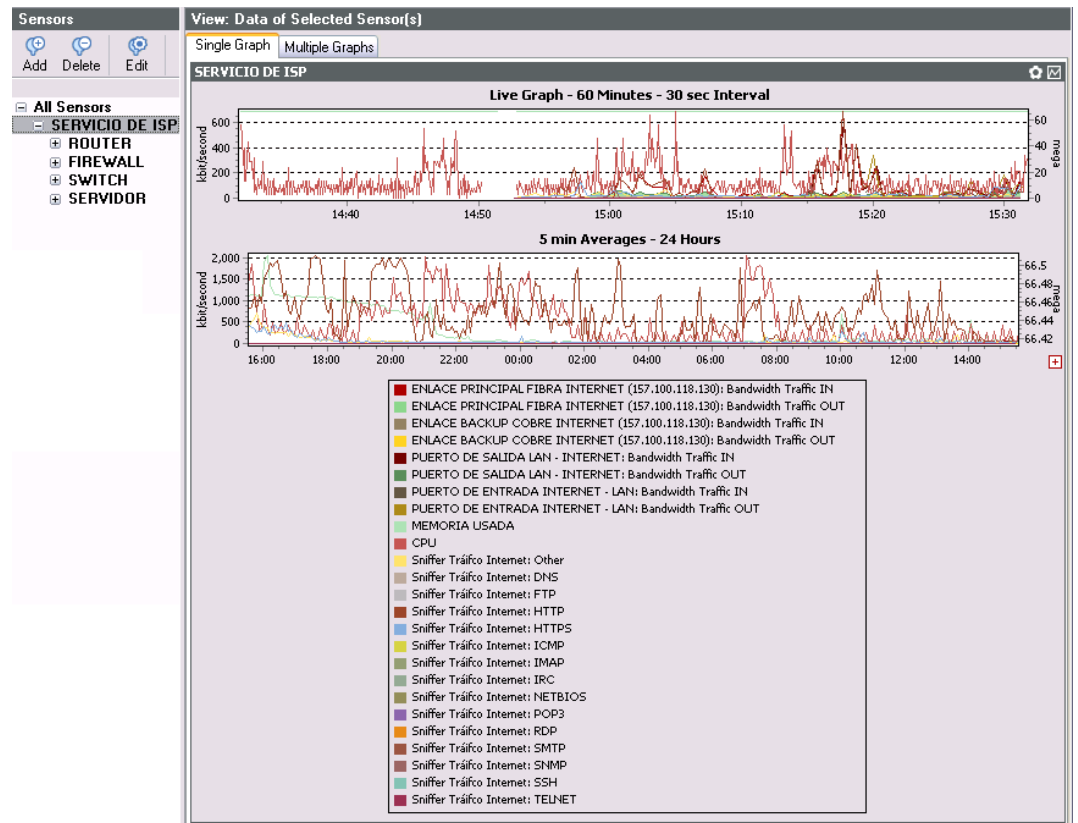 Sensors
Add Delete Edit
All Sensors
SERVICIO DE ISP
ROUTER
FIREWALL
SWITCH
SERVIDOR
View: Data of Selected Sensor(s)
Single Graph Multiple Graphs
SERVICIO DE ISP
Live Graph - 60 Minutes - 30 sec Interval
kbit/second
600
400
200
0
60
40
20
0
mega
14:40 14:50 15:00 15:10 15:20 15:30
5 min Averages - 24 Hours
kbit/second
2,000
1,500
1,000
500
0
66.5
66.48
66.46
66.44
66.42
mega
16:00 18:00 20:00 22:00 00:00 02:00 04:00 06:00 08:00 10:00 12:00 14:00
ENLACE PRINCIPAL FIBRA INTERNET (157.100.118.130): Bandwidth Traffic IN
ENLACE PRINCIPAL FIBRA INTERNET (157.100.118.130): Bandwidth Traffic OUT
ENLACE BACKUP COBRE INTERNET (157.100.118.130): Bandwidth Traffic IN
ENLACE BACKUP COBRE INTERNET (157.100.118.130): Bandwidth Traffic OUT
PUERTO DE SALIDA LAN - INTERNET: Bandwidth Traffic IN
PUERTO DE SALIDA LAN - INTERNET: Bandwidth Traffic OUT
PUERTO DE ENTRADA INTERNET - LAN: Bandwidth Traffic IN
PUERTO DE ENTRADA INTERNET - LAN: Bandwidth Traffic OUT
MEMORIA USADA
CPU
Sniffer Tráifco Internet: Other
Sniffer Tráifco Internet: DNS
Sniffer Tráifco Internet: FTP
Sniffer Tráifco Internet: HTTP
Sniffer Tráifco Internet: HTTPS
Sniffer Tráifco Internet: ICMP
Sniffer Tráifco Internet: IMAP
Sniffer Tráifco Internet: IRC
Sniffer Tráifco Internet: NETBIOS
Sniffer Tráifco Internet: POP3
Sniffer Tráifco Internet: RDP
Sniffer Tráifco Internet: SMTP
Sniffer Tráifco Internet: SNMP
Sniffer Tráifco Internet: SSH
Sniffer Tráifco Internet: TELNET